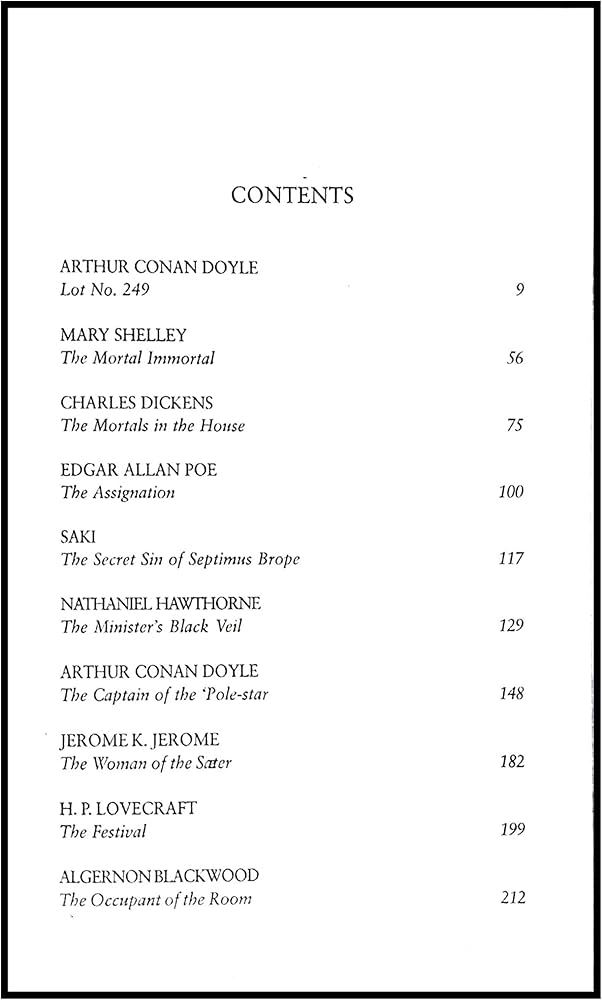 CONTENTS
ARTHUR CONAN DOYLE
Lot No. 249 9
MARY SHELLEY
The Mortal Immortal 56
CHARLES DICKENS
The Mortals in the House 75
EDGAR ALLAN POE
The Assignation 100
SAKI
The Secret Sin of Septimus Brope 117
NATHANIEL HAWTHORNE
The Minister's Black Veil 129
ARTHUR CONAN DOYLE
The Captain of the 'Pole-star 148
JEROME K. JEROME
The Woman of the Sæter 182
H. P. LOVECRAFT
The Festival 199
ALGERNON BLACKWOOD
The Occupant of the Room 212